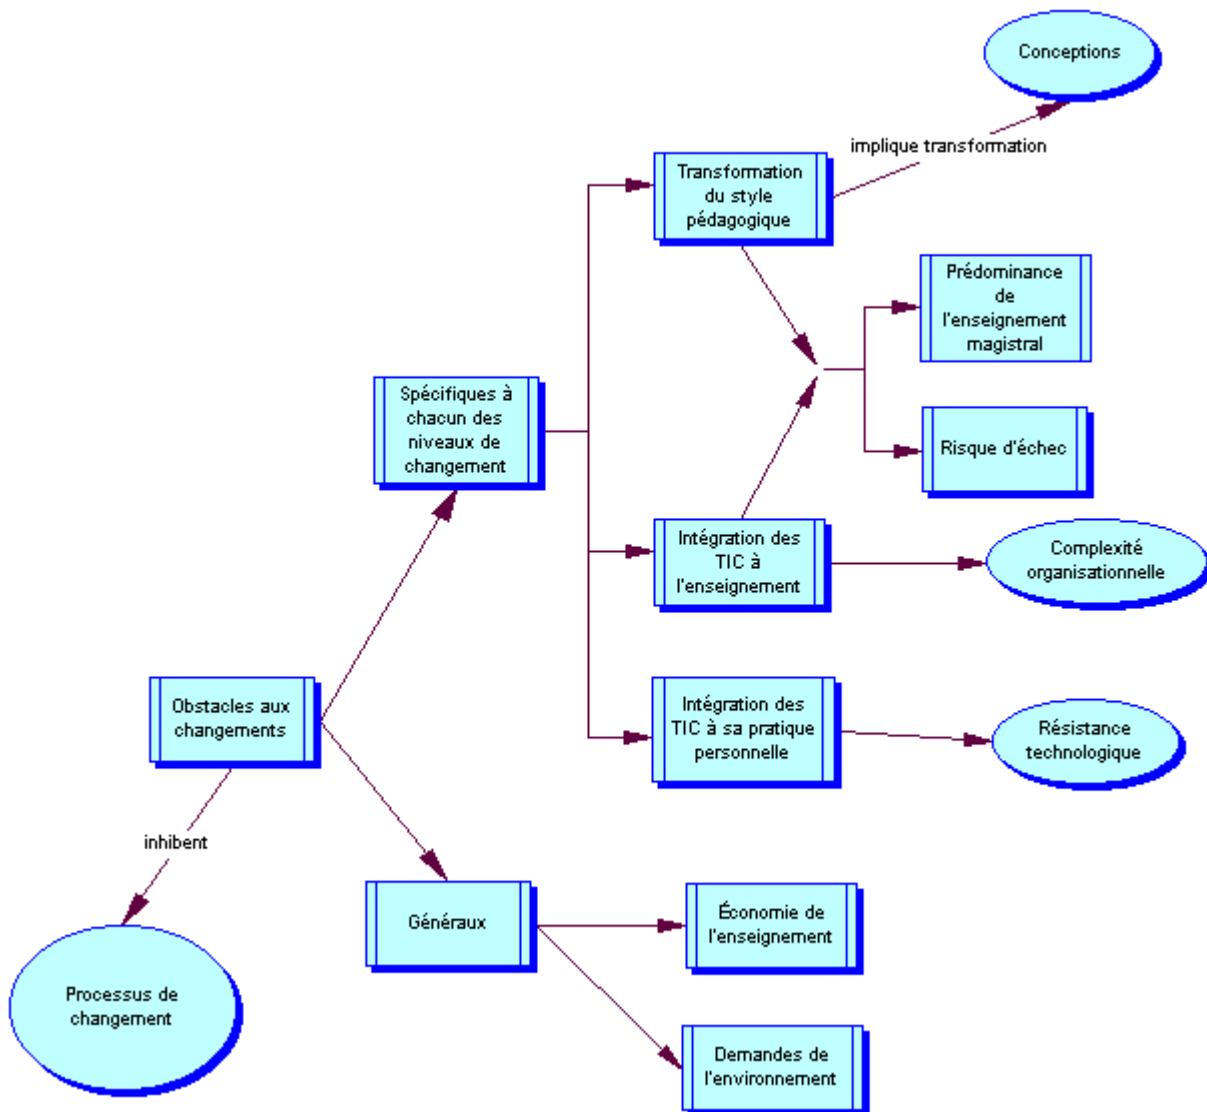 Conceptions
implique transformation
Transformation
du style
pédagogique
Prédominance
de
l'enseignement
magistral
Spécifiques à
chacun des
niveaux de
changement
Risque d'échec
Intégration des
TIC à
l'enseignement
Complexité
organisationnelle
Obstacles aux
changements
Intégration des
TIC à sa pratique
personnelle
Résistance
technologique
inhibent
Généraux
Économie de
l'enseignement
Processus de
changement
Demandes de
l'environnement